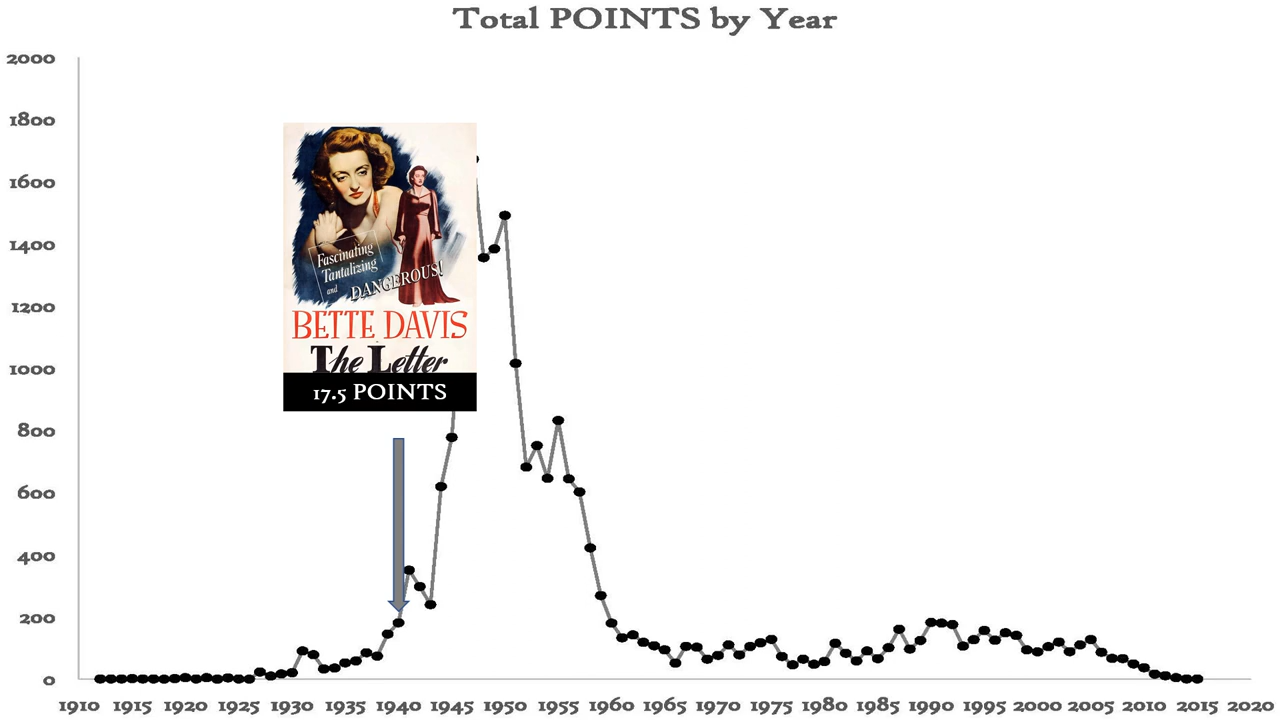 Total POINTS by Year
2000
1800
1600
1400
1200
1000
800
600
400
200
0
Fascinating
Tantalizing
and DANGEROUS!
BETTE DAVIS
The Letter
17.5 POINTS
1910 1915 1920 1925 1930 1935 1940 1945 1950 1955 1960 1965 1970 1975 1980 1985 1990 1995 2000 2005 2010 2015 2020